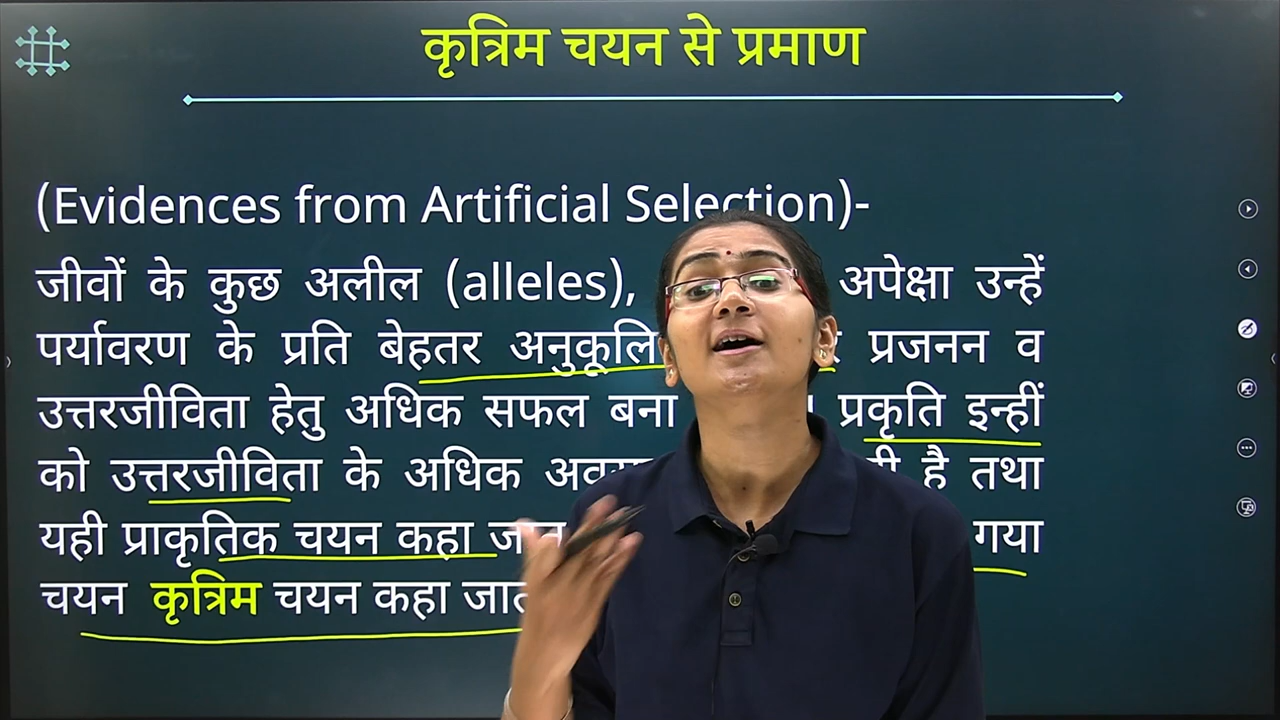 कृत्रिम चयन से प्रमाण
(Evidences from Artificial Selection)-
जीवों के कुछ अलील (alleles), अपेक्षा उन्हें
पर्यावरण के प्रति बेहतर प्रजनन व
उत्तरजीविता हेतु अधिक सफल बना प्रकृति इन्हीं
को उत्तरजीविता के अधिक है तथा
यही प्राकृतिक चयन कहा गया
चयन कृत्रिम चयन कहा